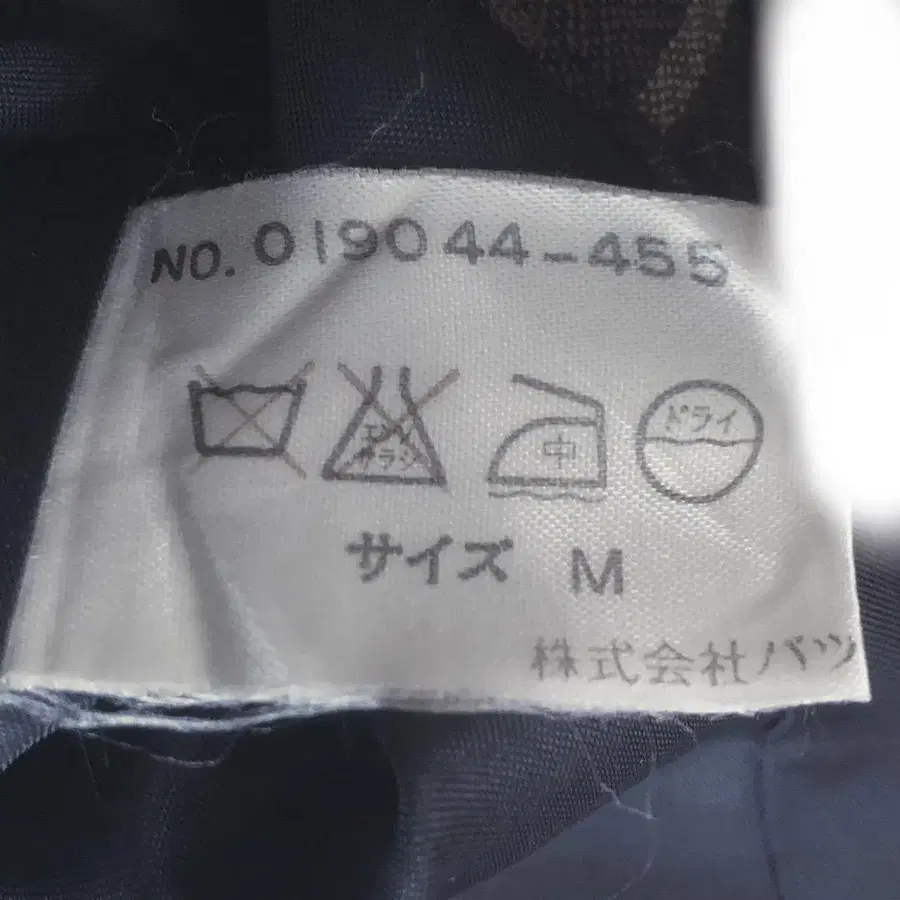 NO. 019044-455
エンソ
サラシ
中
ドライ
サイズ M
株式会社バツ